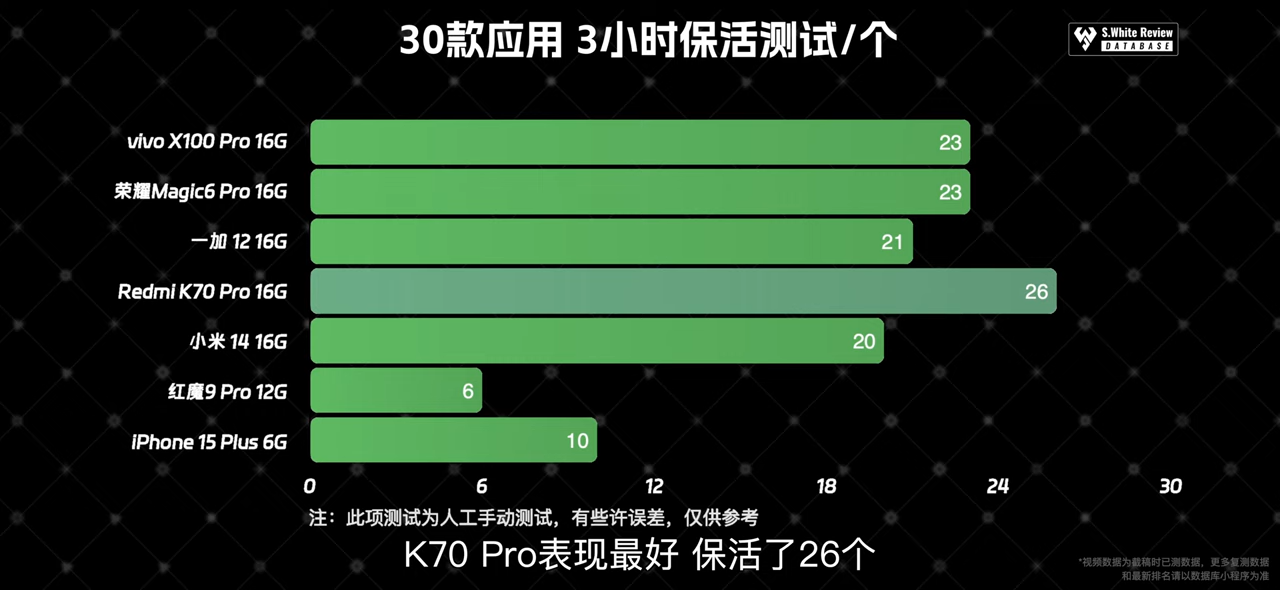 30款应用 3小时保活测试/个
S.White Review
DATABASE
vivo X100 Pro 16G
23
荣耀Magic6 Pro 16G
23
一加 12 16G
21
Redmi K70 Pro 16G
26
小米 14 16G
20
红魔9 Pro 12G
6
iPhone 15 Plus 6G
10
0 6 12 18 24 30
注：此项测试为人工手动测试，有些许误差，仅供参考
K70 Pro表现最好 保活了26个
*视频数据为截稿时已测数据，更多复测数据
和最新排名请以数据库小程序为准